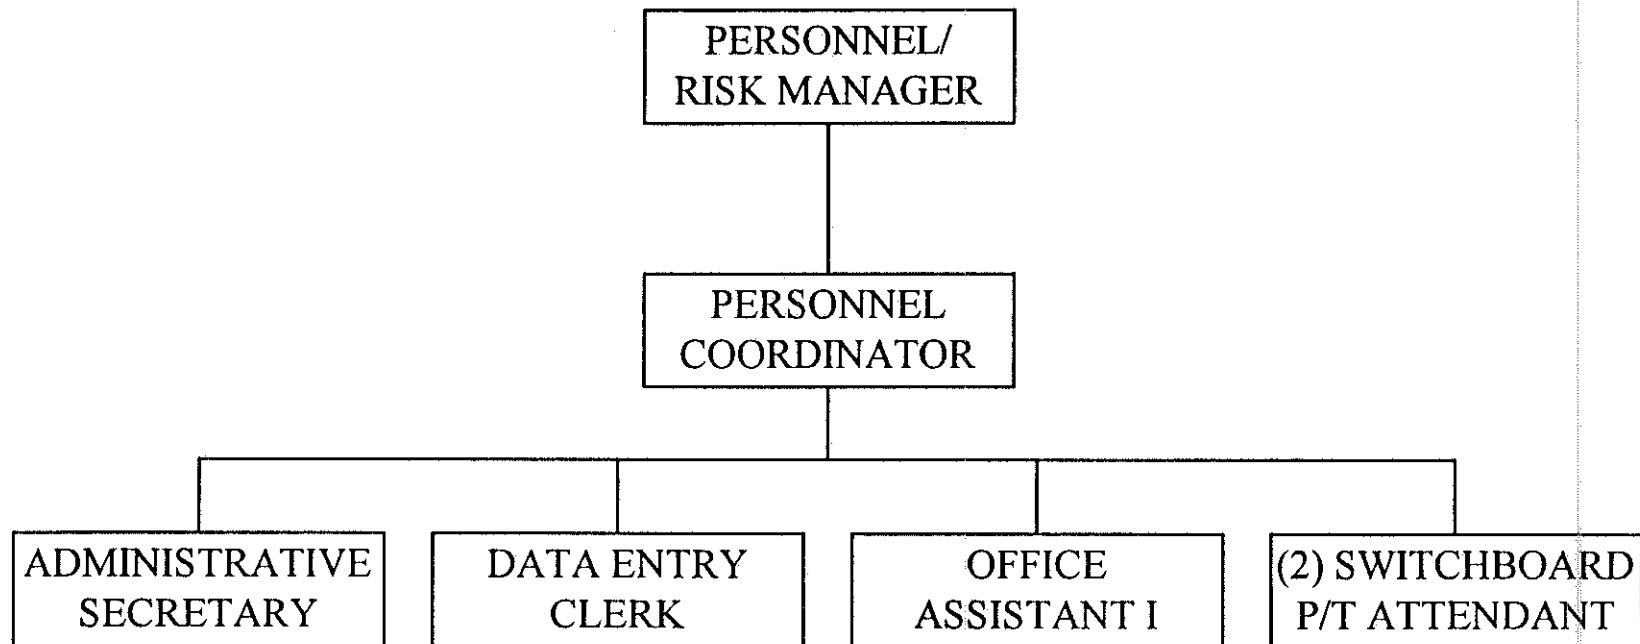 PERSONNEL/
RISK MANAGER
PERSONNEL
COORDINATOR
ADMINISTRATIVE
SECRETARY
DATA ENTRY
CLERK
OFFICE
ASSISTANT I
(2) SWITCHBOARD
P/T ATTENDANT